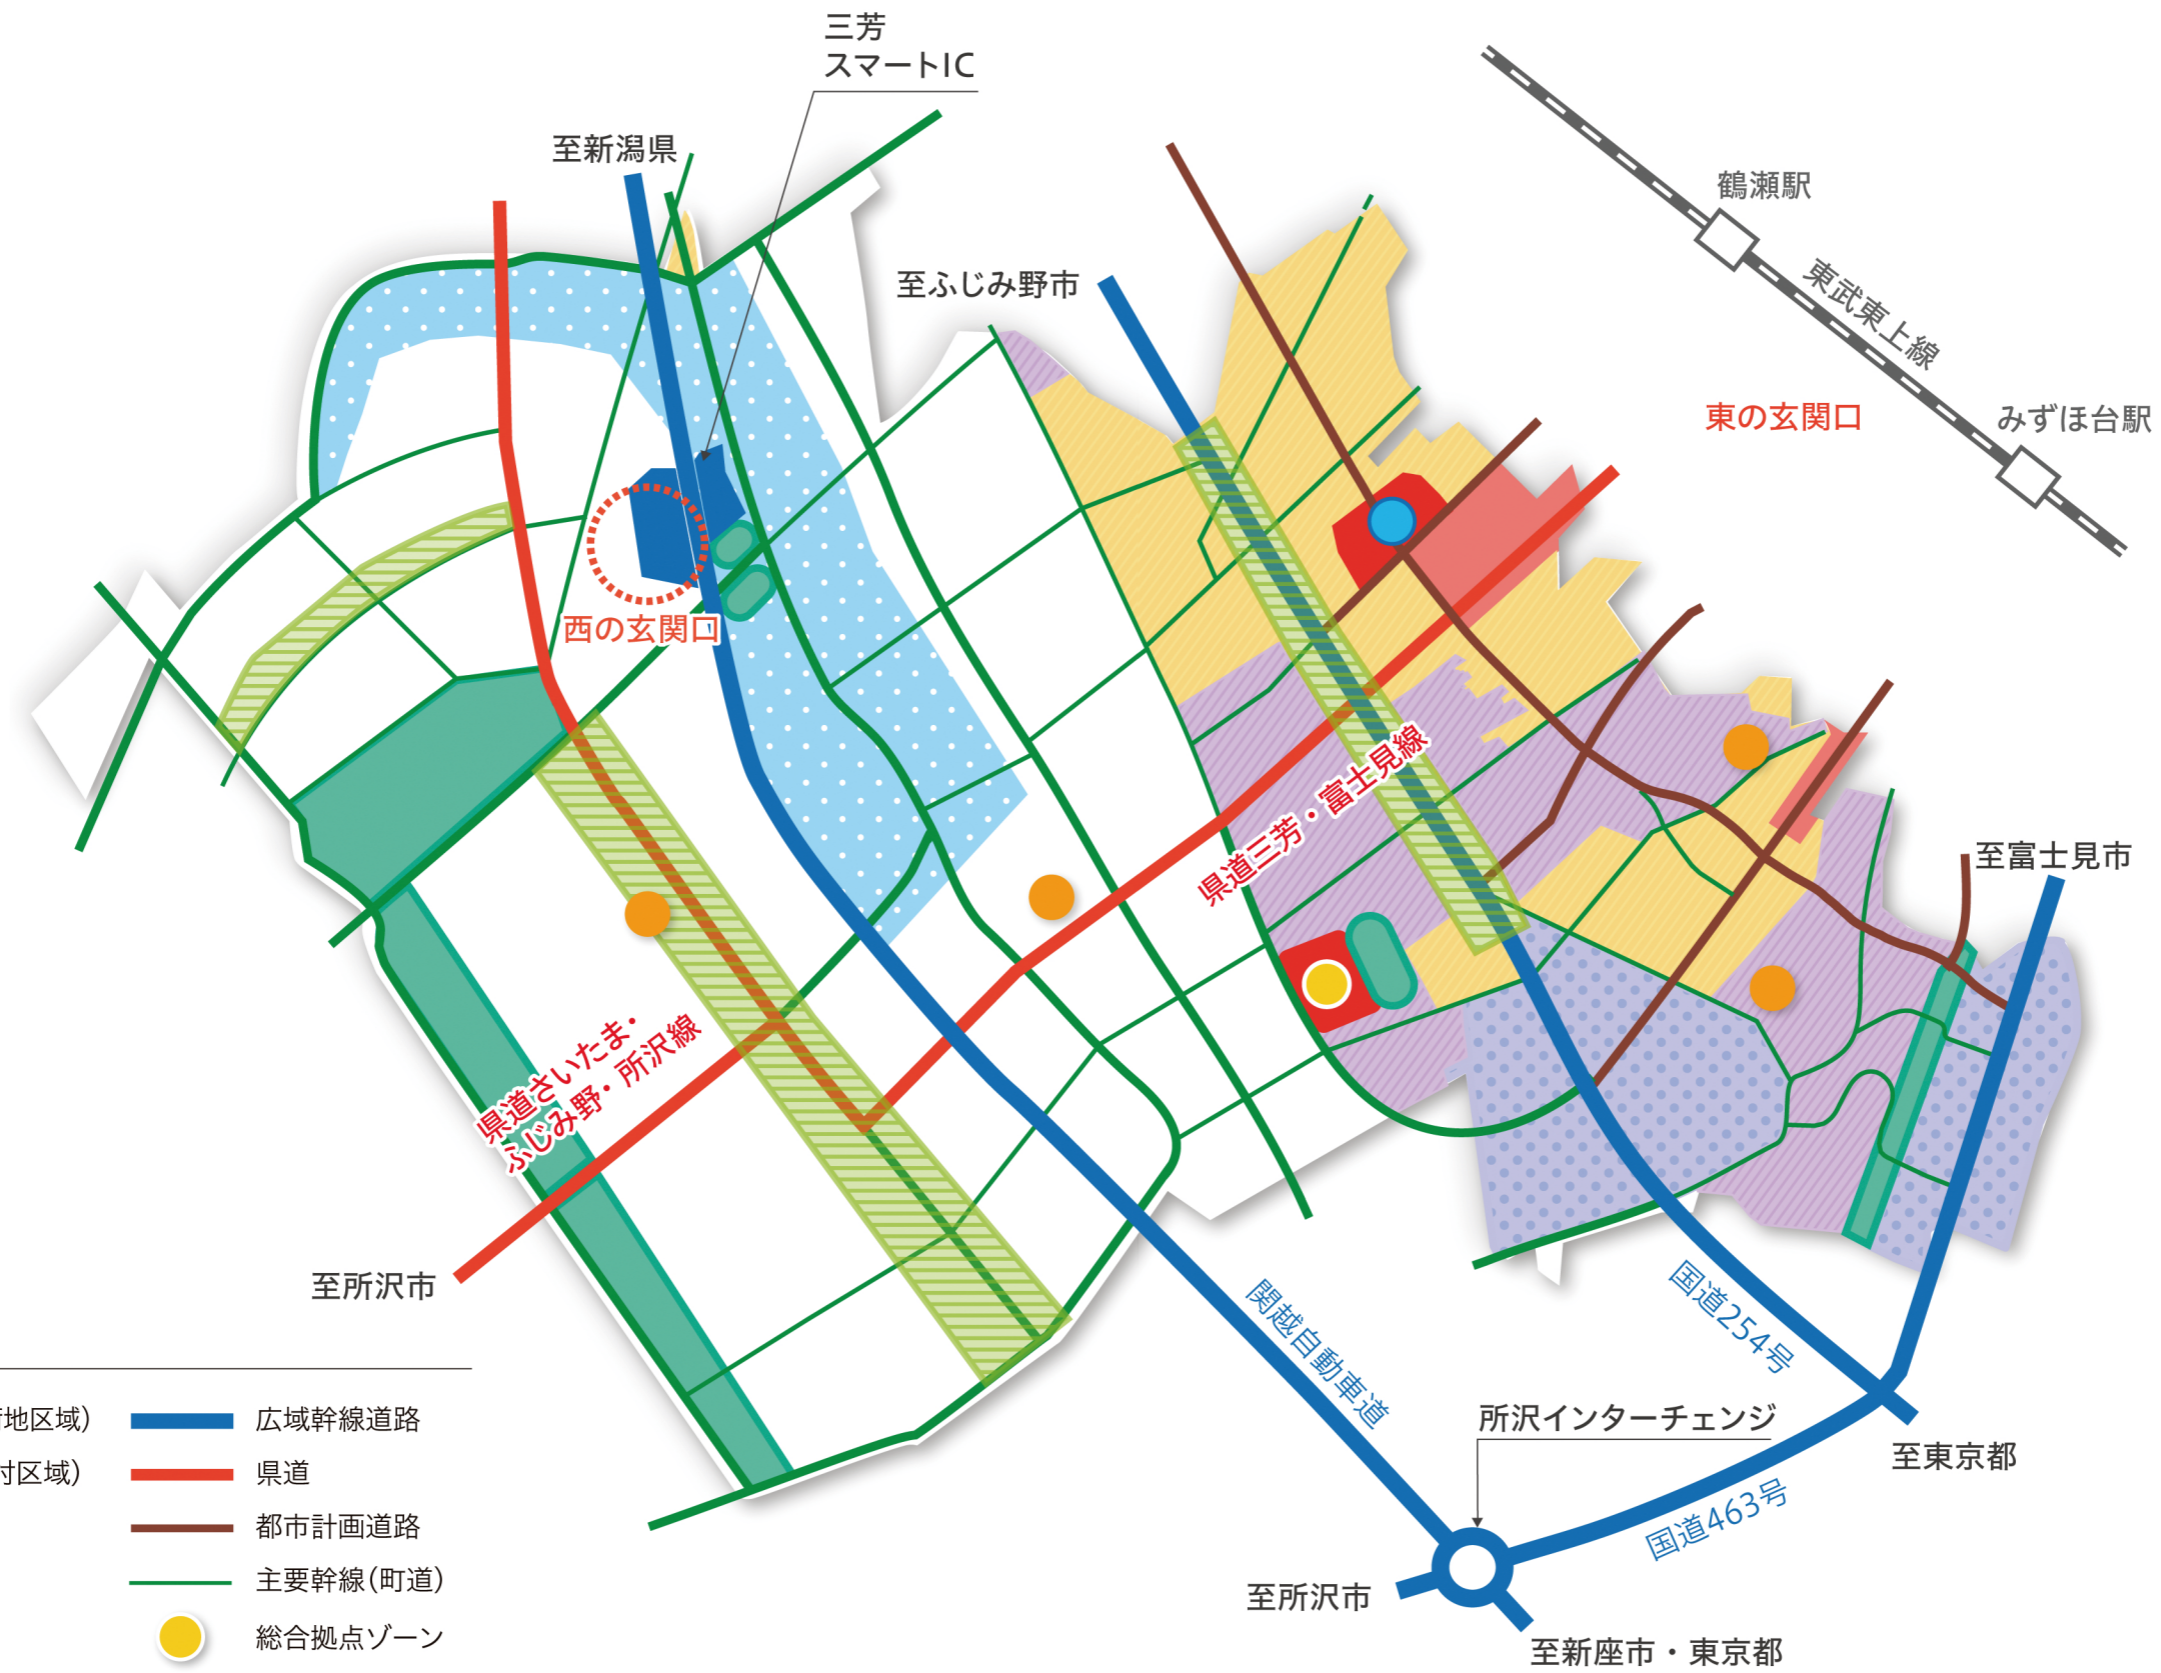 三芳
スマートIC
至新潟県
至ふじみ野市
鶴瀬駅
東武東上線
東の玄関口
みずほ台駅
西の玄関口
県道三芳・富士見線
至富士見市
県道さいたま・
ふじみ野・所沢線
至所沢市
関越自動車道
国道254号
所沢インターチェンジ
至東京都
国道463号
至所沢市
至新座市・東京都
地区域）
広域幹線道路
区域）
県道
都市計画道路
主要幹線（町道）
総合拠点ゾーン